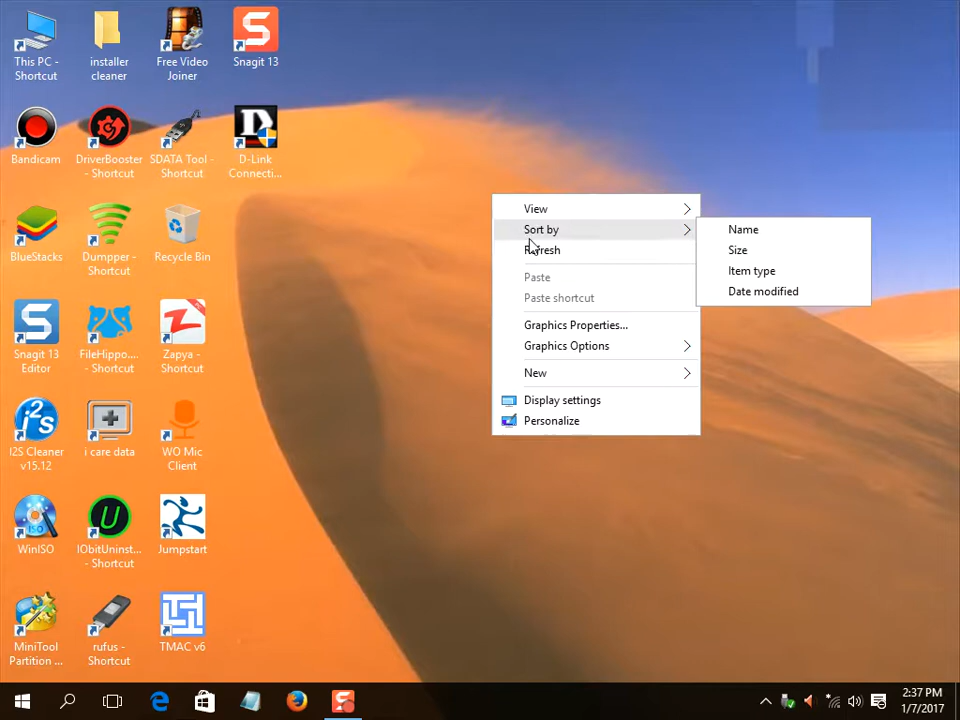 This PC -
Shortcut
installer
cleaner
Free Video
Joiner
Snagit 13
Bandicam
DriverBooster
- Shortcut
SDATA Tool -
Shortcut
D-Link
Connecti...
BlueStacks
Dumpper -
Shortcut
Recycle Bin
Snagit 13
Editor
FileHippo....
- Shortcut
Zapya -
Shortcut
I2S Cleaner
v15.12
i care data
WO Mic
Client
WinISO
IObitUninst...
- Shortcut
Jumpstart
MiniTool
Partition ...
rufus -
Shortcut
TMAC v6
View
Sort by
Refresh
Paste
Paste shortcut
Graphics Properties...
Graphics Options
New
Display settings
Personalize
Name
Size
Item type
Date modified
2:37 PM
1/7/2017